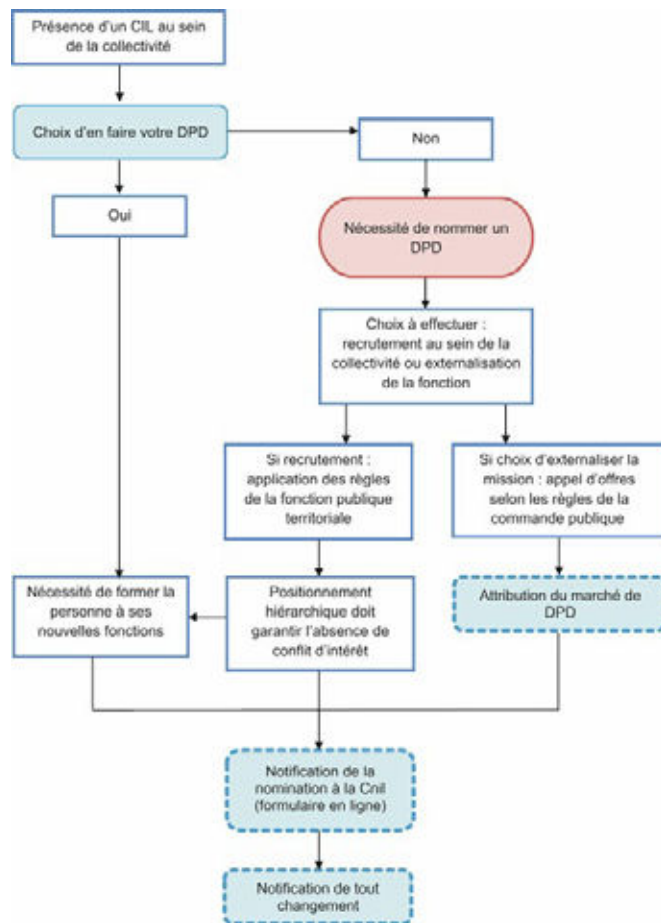 Présence d'un CIL au sein
de la collectivité
Choix d'en faire votre DPD
Non
Oui
Nécessité de nommer un
DPD
Choix à effectuer :
recrutement au sein de la
collectivité ou externalisation
de la fonction
Si recrutement :
application des règles
de la fonction publique
territoriale
Si choix d'externaliser la
mission : appel d'offres
selon les règles de la
commande publique
Nécessité de former la
personne à ses
nouvelles fonctions
Positionnement
hiérarchique doit
garantir l'absence de
conflit d'intérêt
Attribution du marché de
DPD
Notification de la
nomination à la Cnil
(formulaire en ligne)
Notification de tout
changement